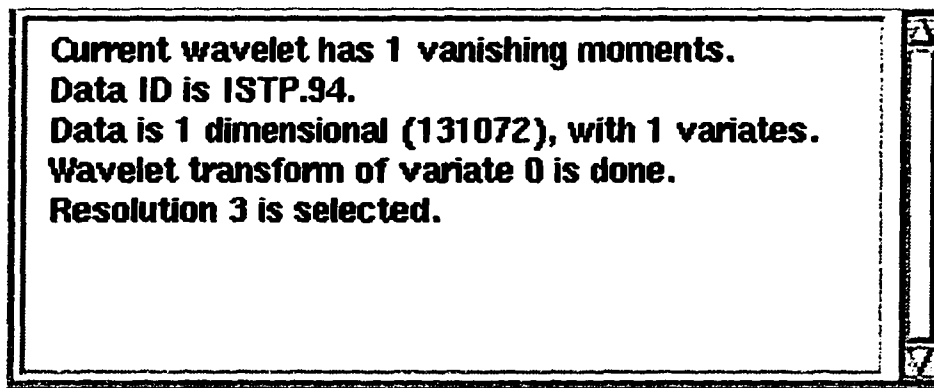 Current wavelet has 1 vanishing moments.
Data ID is ISTP.94.
Data is 1 dimensional (131072), with 1 variates.
Wavelet transform of variate 0 is done.
Resolution 3 is selected.